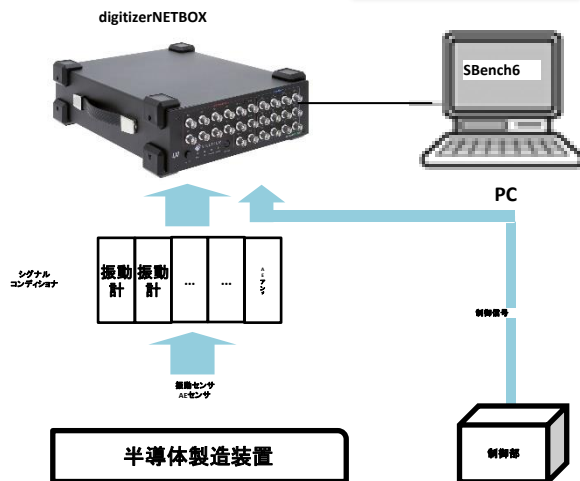 digitizerNETBOX
SBench6
PC
シグナル
コンディショナ
振動
計
振動
計
...
...
AEアンプ
制御信号
振動センサ
AEセンサ
半導体製造装置
制御部